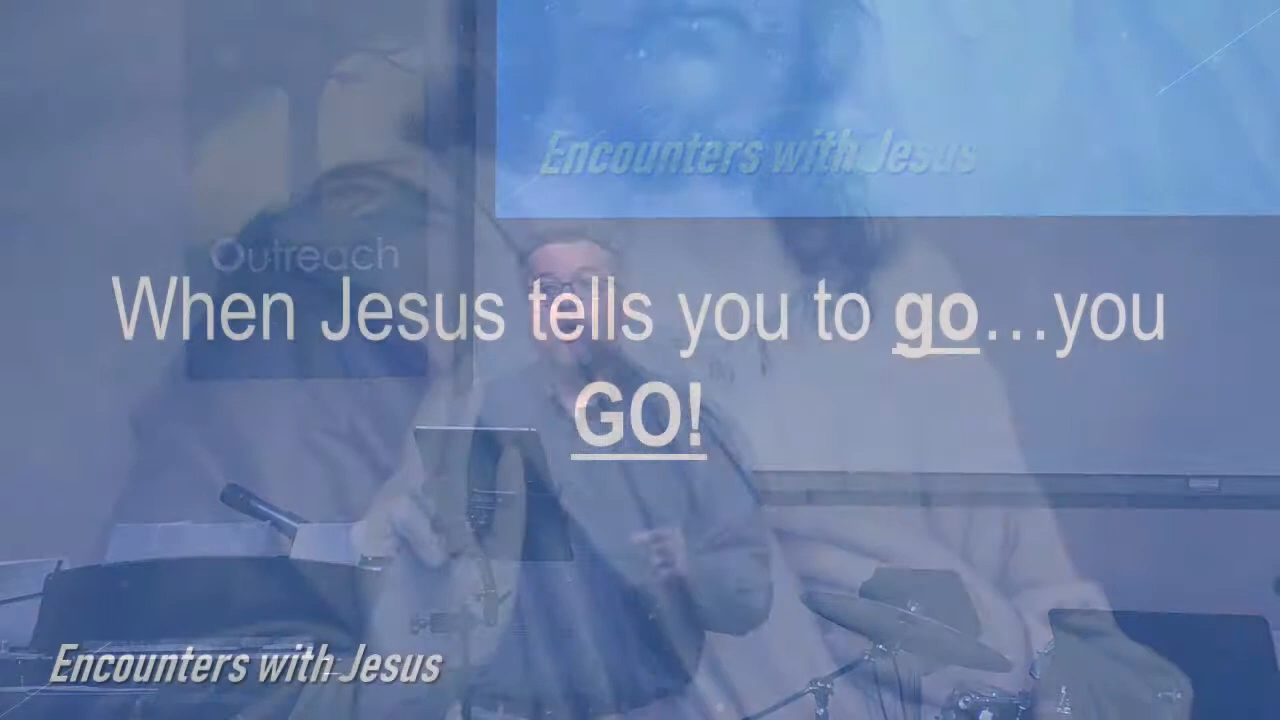 Encounters with Jesus
Outreach
When Jesus tells you to go…you
GO!
Encounters with Jesus